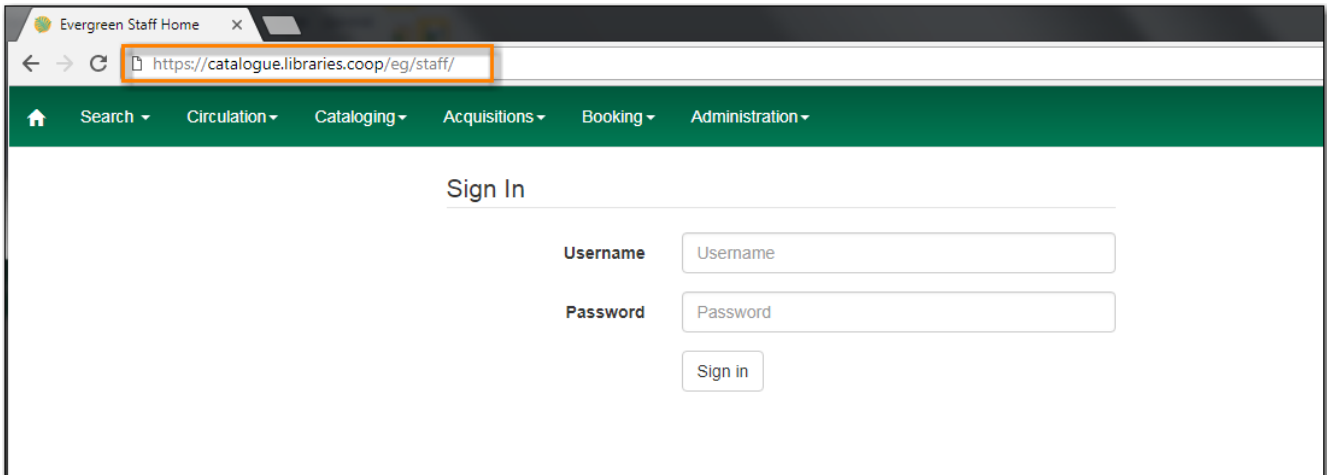 Evergreen Staff Home
https://catalogue.libraries.coop/eg/staff/
Search Circulation Cataloging Acquisitions Booking Administration
Sign In
Username Username
Password Password
Sign in